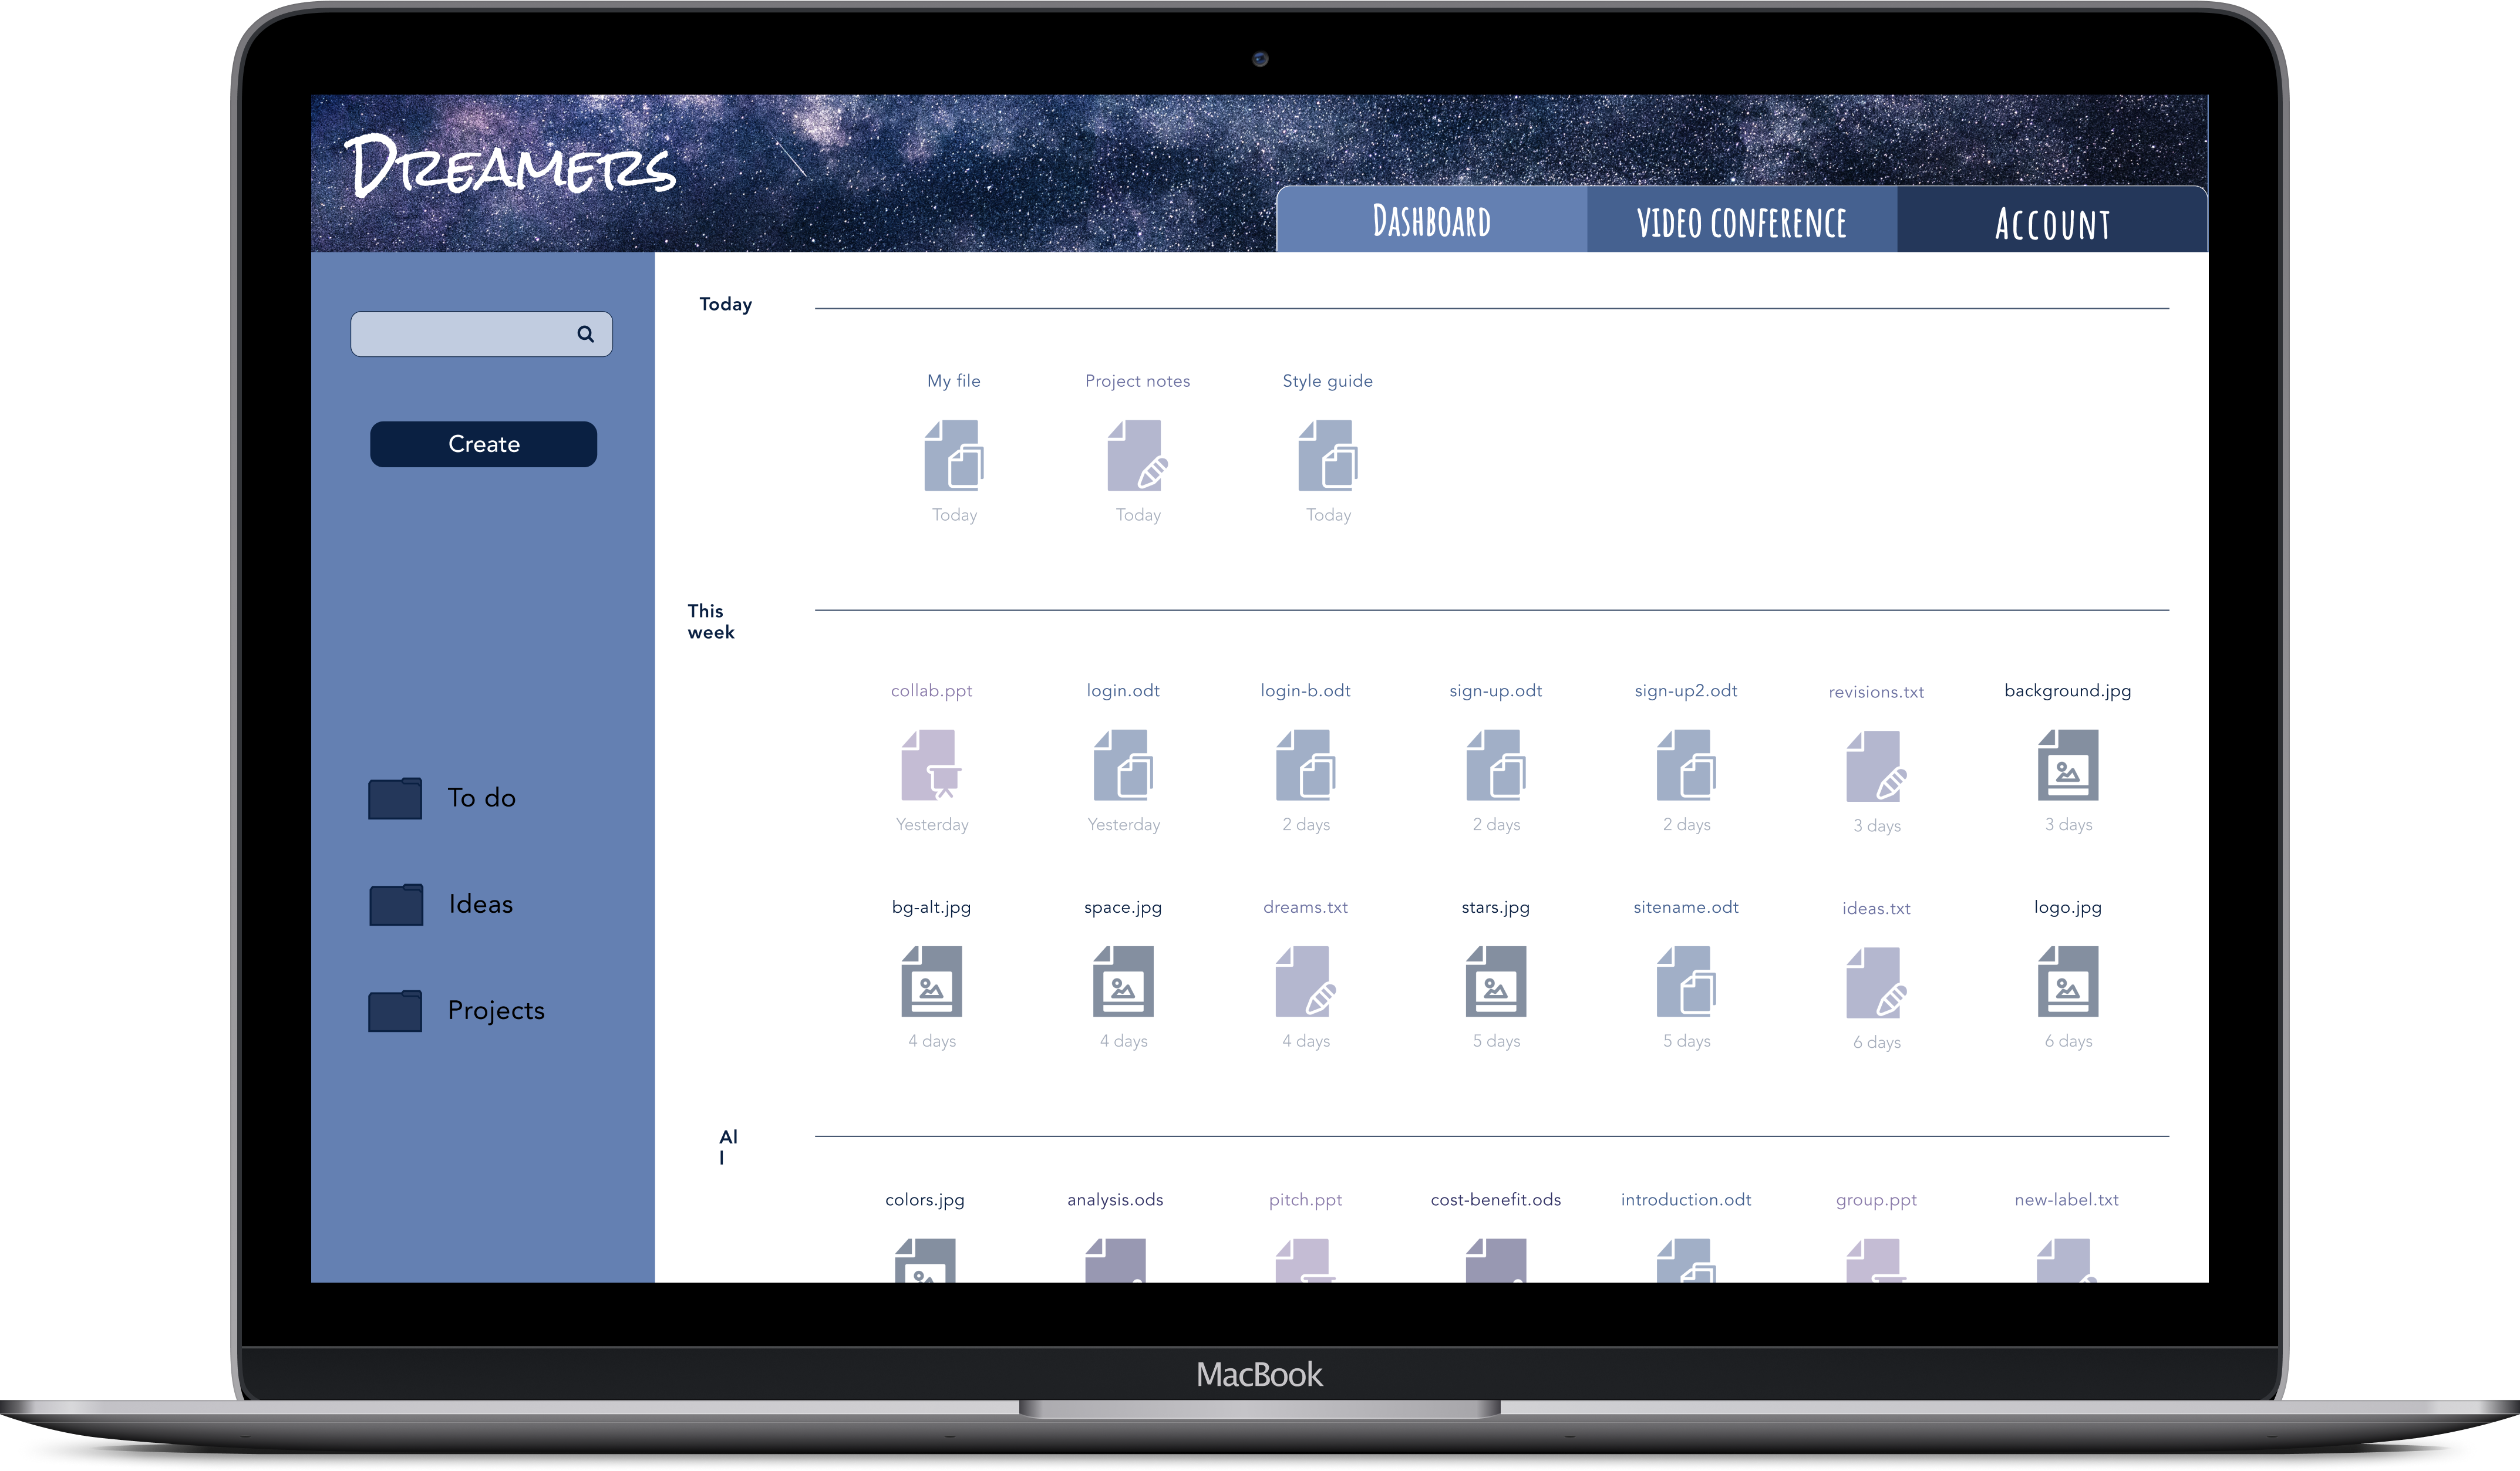 Dreamers
Dashboard
VIDEO CONFERENCE
Account
Create
To do
Ideas
Projects
Today
My file
Project notes
Style guide
Today
Today
Today
This
week
collab.ppt
login.odt
login-b.odt
sign-up.odt
sign-up2.odt
revisions.txt
background.jpg
Yesterday
Yesterday
2 days
2 days
2 days
3 days
3 days
bg-alt.jpg
space.jpg
dreams.txt
stars.jpg
sitename.odt
ideas.txt
logo.jpg
4 days
4 days
4 days
5 days
5 days
6 days
6 days
Al
l
colors.jpg
analysis.ods
pitch.ppt
cost-benefit.ods
introduction.odt
group.ppt
new-label.txt
MacBook